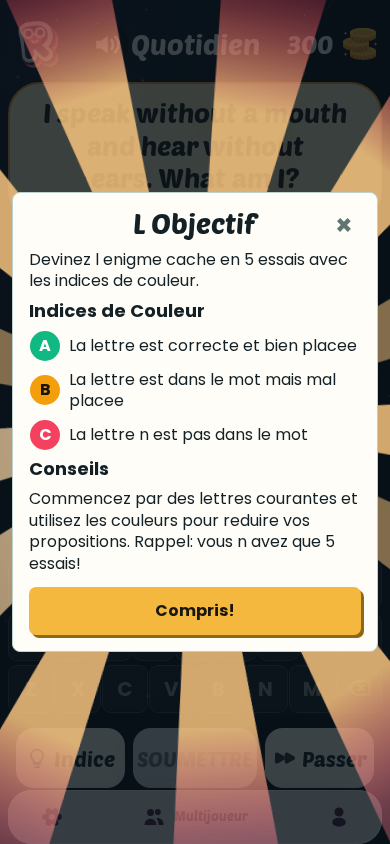 Quotidien
300
I speak without a mouth
and hear without
ears. What am I?
L Objectif
Devinez l enigme cache en 5 essais avec
les indices de couleur.
Indices de Couleur
A La lettre est correcte et bien placee
B La lettre est dans le mot mais mal
placee
C La lettre n est pas dans le mot
Conseils
Commencez par des lettres courantes et
utilisez les couleurs pour reduire vos
propositions. Rappel: vous n avez que 5
essais!
Compris!
Z X C V B N M
Indice SOUMETTRE Passer
Multijoueur